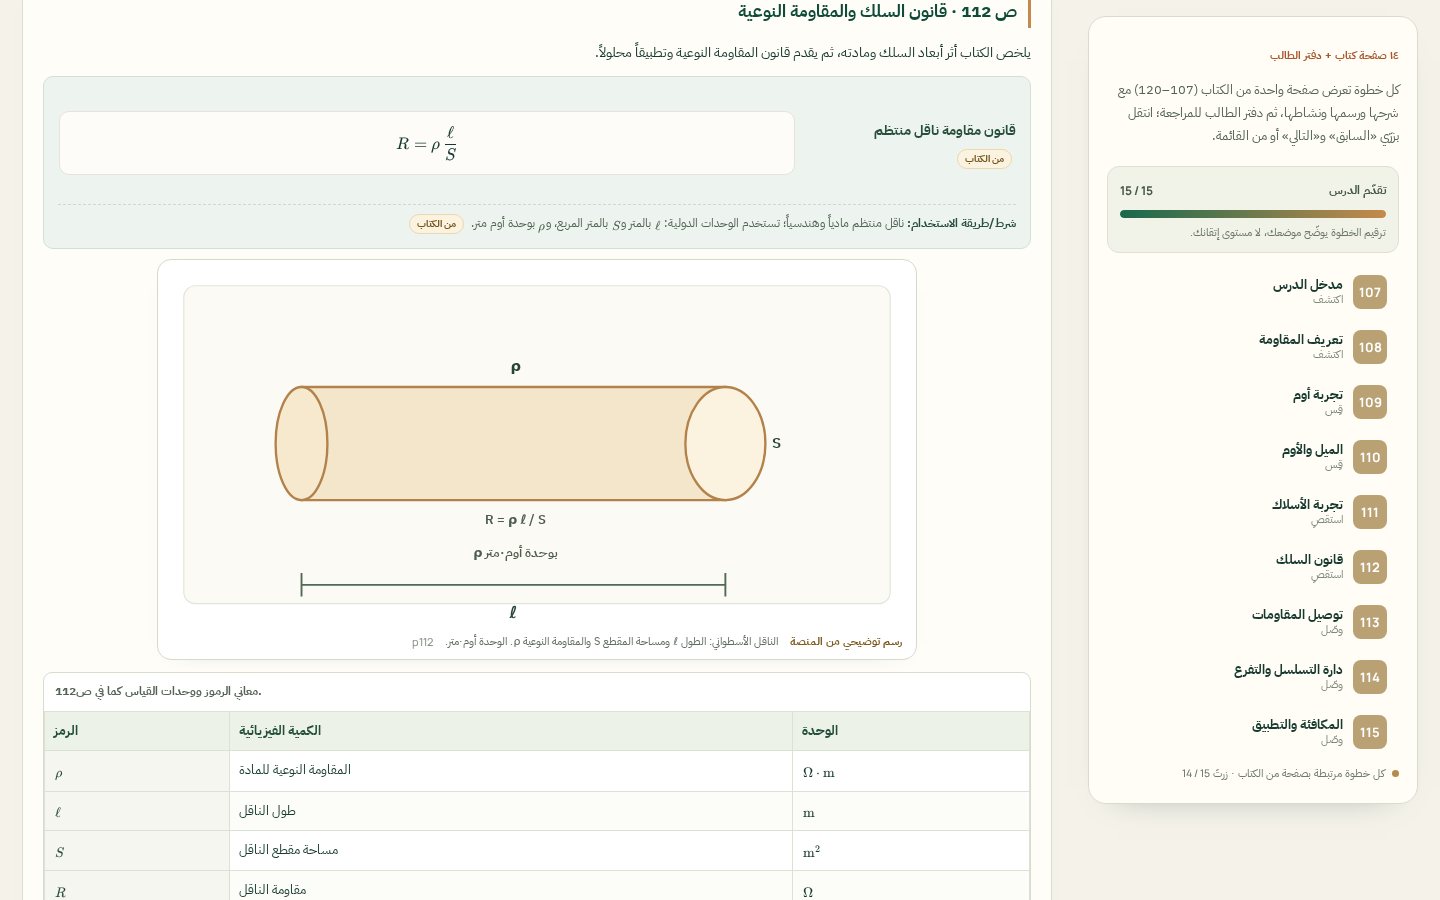 ص 112 · قانون السلك والمقاومة النوعية
يلخص الكتاب أثر أبعاد السلك ومادته، ثم يقدم قانون المقاومة النوعية وتطبيقاً محلولاً.
قانون مقاومة ناقل منتظم
من الكتاب
R = ρ ℓ/S
شرط/طريقة الاستخدام: ناقل منتظم مادياً وهندسياً؛ تستخدم الوحدات الدولية: ℓ بالمتر وS بالمتر المربع، وρ بوحدة أوم متر. من الكتاب
ρ
S
R = ρ ℓ / S
ρ بوحدة أوم·متر
ℓ
رسم توضيحي من المنصة الناقل الأسطواني: الطول ℓ ومساحة المقطع S والمقاومة النوعية ρ. الوحدة أوم·متر. p112
معاني الرموز ووحدات القياس كما في ص112.
الرمز الكمية الفيزيائية الوحدة
ρ المقاومة النوعية للمادة Ω · m
ℓ طول الناقل m
S مساحة مقطع الناقل m²
R مقاومة الناقل Ω
١٤ صفحة كتاب + دفتر الطالب
كل خطوة تعرض صفحة واحدة من الكتاب (107–120) مع
شرحها ورسمها ونشاطها، ثم دفتر الطالب للمراجعة؛ انتقل
بزرّي «السابق» و«التالي» أو من القائمة.
تقدّم الدرس 15 / 15
ترقيم الخطوة يوضّح موضعك، لا مستوى إتقانك.
107 مدخل الدرس
اكتشف
108 تعريف المقاومة
اكتشف
109 تجربة أوم
قِس
110 الميل والأوم
قِس
111 تجربة الأسلاك
استقصِ
112 قانون السلك
استقصِ
113 توصيل المقاومات
وصّل
114 دارة التسلسل والتفرع
وصّل
115 المكافئة والتطبيق
وصّل
كل خطوة مرتبطة بصفحة من الكتاب · زرتَ 15 / 14